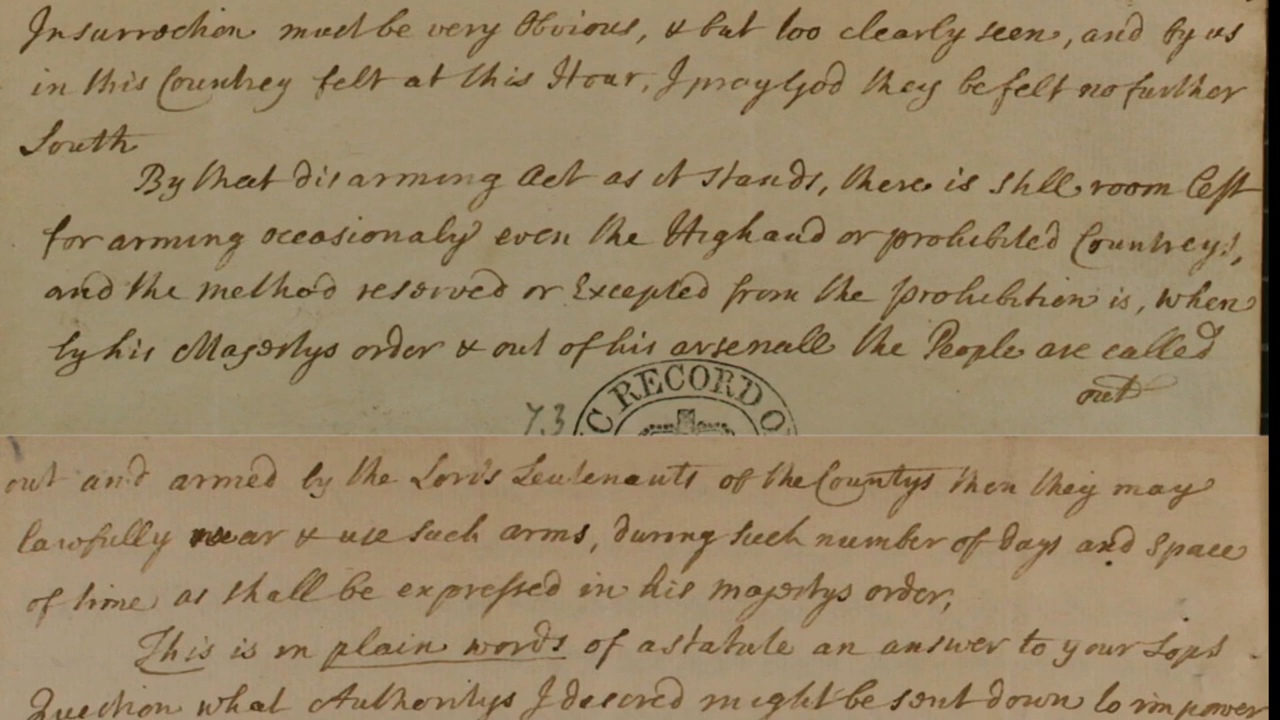 Insurrection must be very Obvious, & but too clearly seen, and by us
in this Countrey felt at this Hour, I pray God they be felt no further
South
By that disarming Act as it stands, there is still room left
for arming occasionaly even the Highaud or prohibited Countreys,
and the method reserved or Excepted from the prohibition is, when
by his Majestys order & out of his arsenall the People are called
out
73
C RECORD O
out and armed by the Lords Leutenants of the Countys then they may
lawfully wear & use such arms, during such number of days and space
of time as shall be expressed in his majestys order,
This is in plain words of a statute an answer to your Lops
Question what Authoritys I desired might be sent down to impower